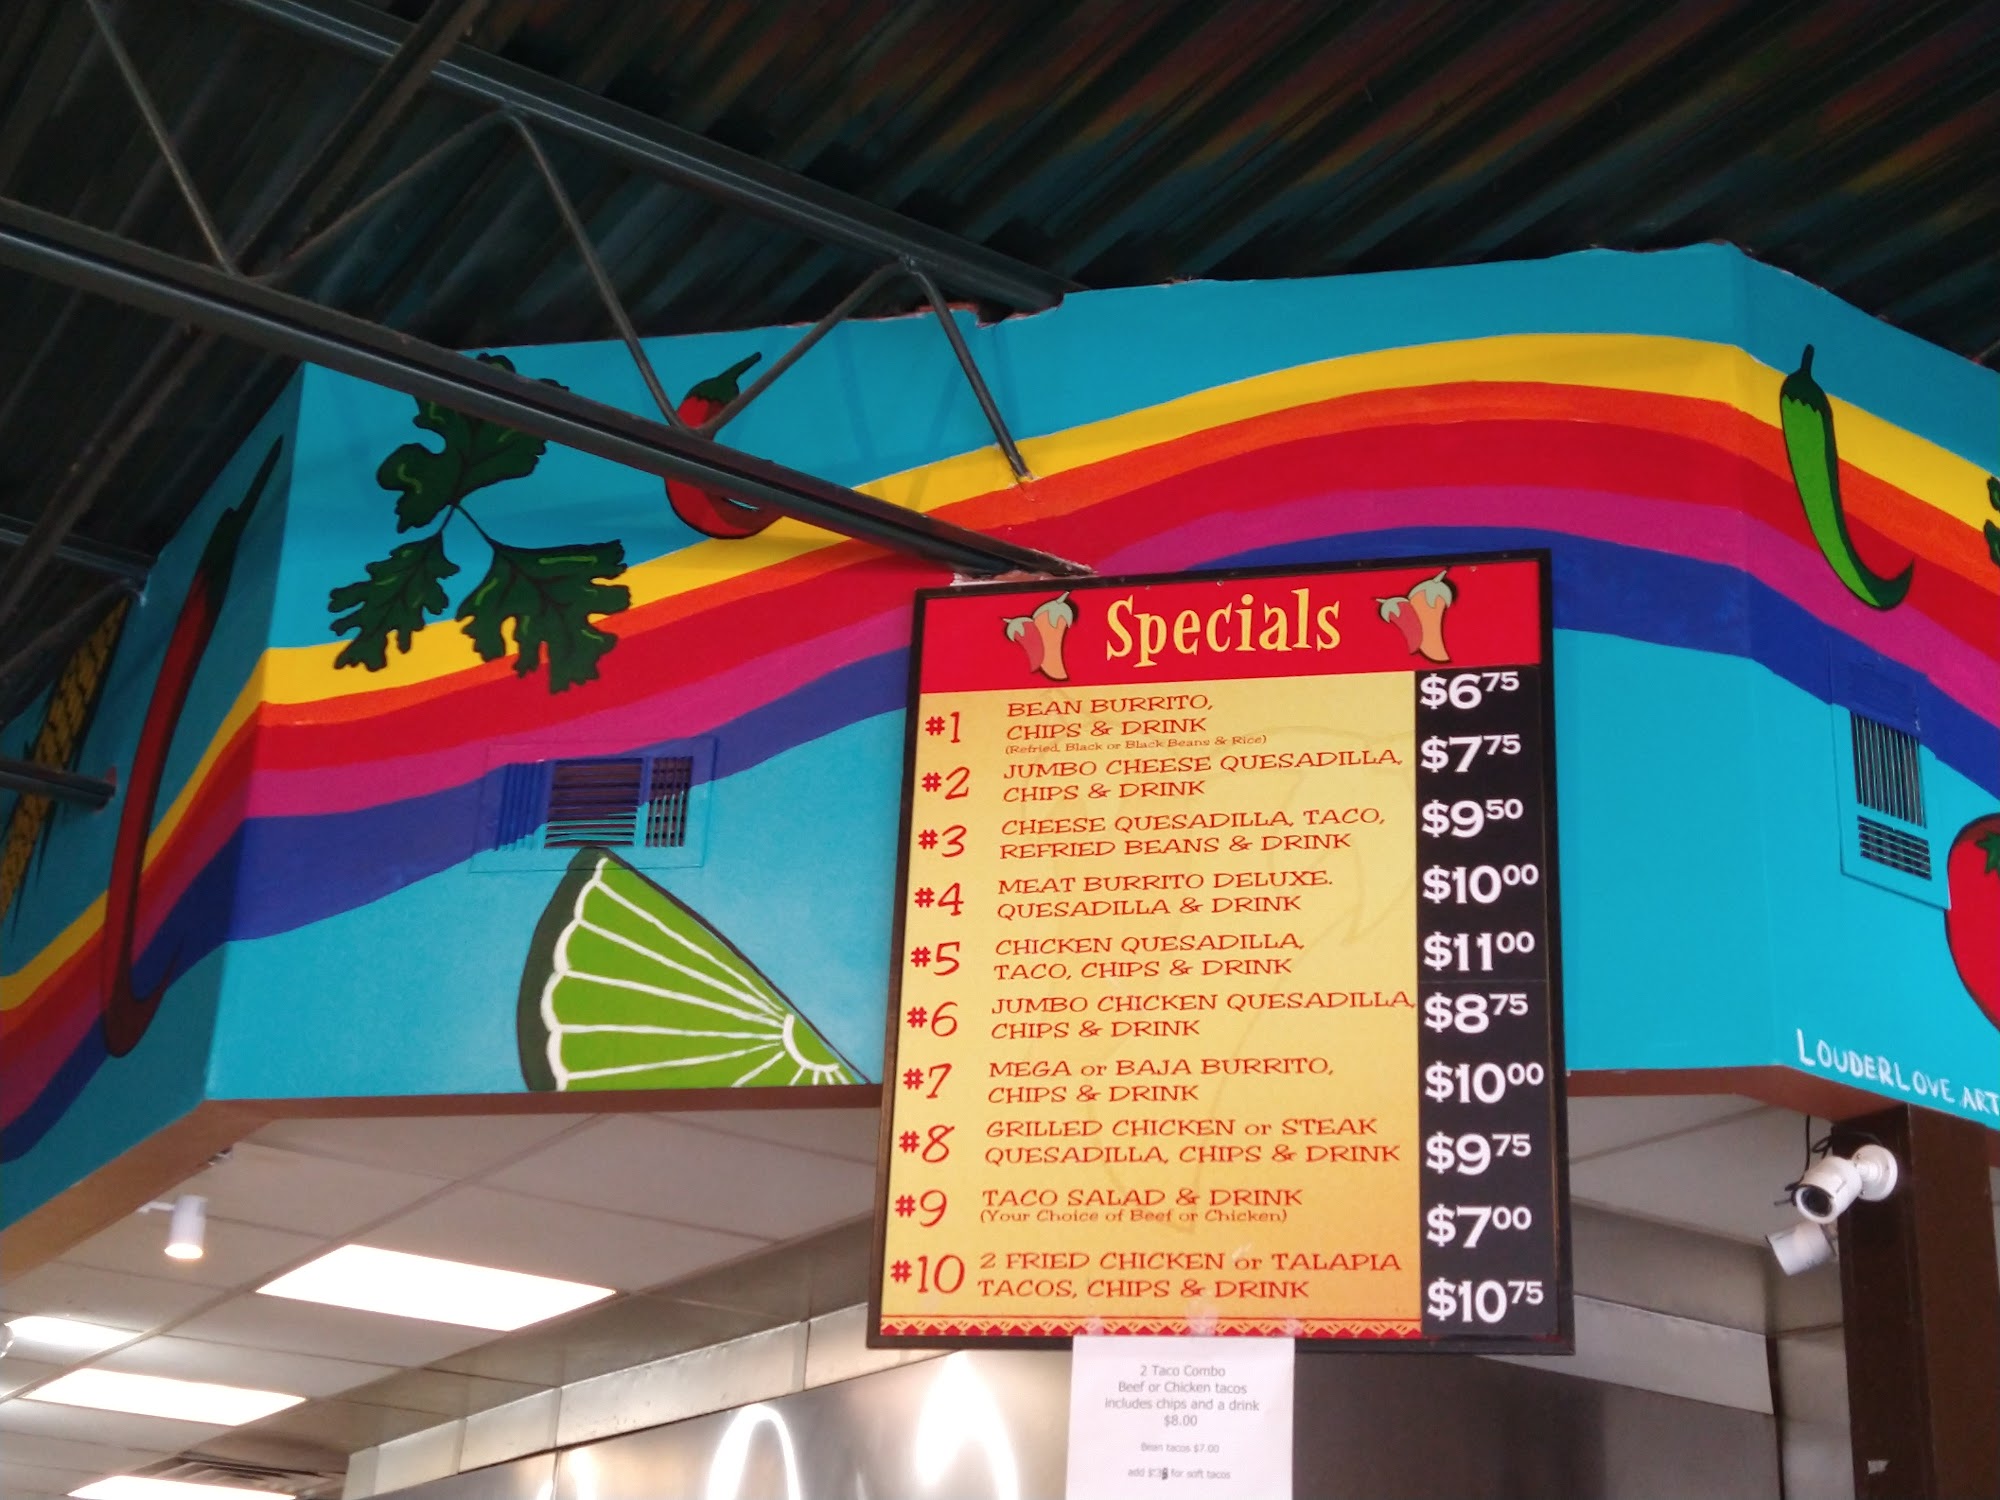 Specials
#1 BEAN BURRITO, $6.75
CHIPS & DRINK
(Refried, Black or Black Beans & Rice)
#2 JUMBO CHEESE QUESADILLA, $7.75
CHIPS & DRINK
#3 CHEESE QUESADILLA, TACO, $9.50
REFRIED BEANS & DRINK
#4 MEAT BURRITO DELUXE. $10.00
QUESADILLA & DRINK
#5 CHICKEN QUESADILLA, $11.00
TACO, CHIPS & DRINK
#6 JUMBO CHICKEN QUESADILLA, $8.75
CHIPS & DRINK
#7 MEGA or BAJA BURRITO, $10.00
CHIPS & DRINK
#8 GRILLED CHICKEN or STEAK $9.75
QUESADILLA, CHIPS & DRINK
#9 TACO SALAD & DRINK $7.00
(Your Choice of Beef or Chicken)
#10 2 FRIED CHICKEN or TALAPIA $10.75
TACOS, CHIPS & DRINK
2 Taco Combo
Beef or Chicken tacos
includes chips and a drink
$8.00
Bean tacos $7.00
add for soft tacos
LOUDERLOVE.ART